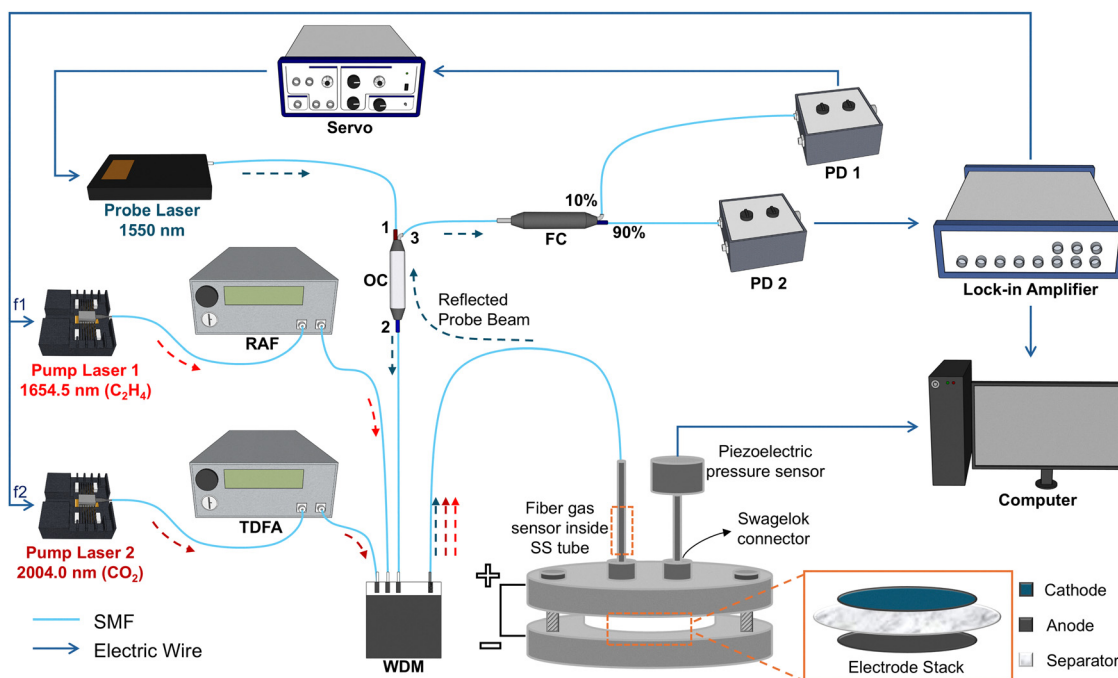 Servo
Probe Laser
1550 nm
PD 1
10%
FC
90%
PD 2
Lock-in Amplifier
1
3
OC
2
Reflected
Probe Beam
f1
RAF
Pump Laser 1
1654.5 nm (C₂H₄)
f2
TDFA
Pump Laser 2
2004.0 nm (CO₂)
Piezoelectric
pressure sensor
Computer
Fiber gas
sensor inside
SS tube
Swagelok
connector
+
−
SMF
Electric Wire
WDM
Electrode Stack
Cathode
Anode
Separator